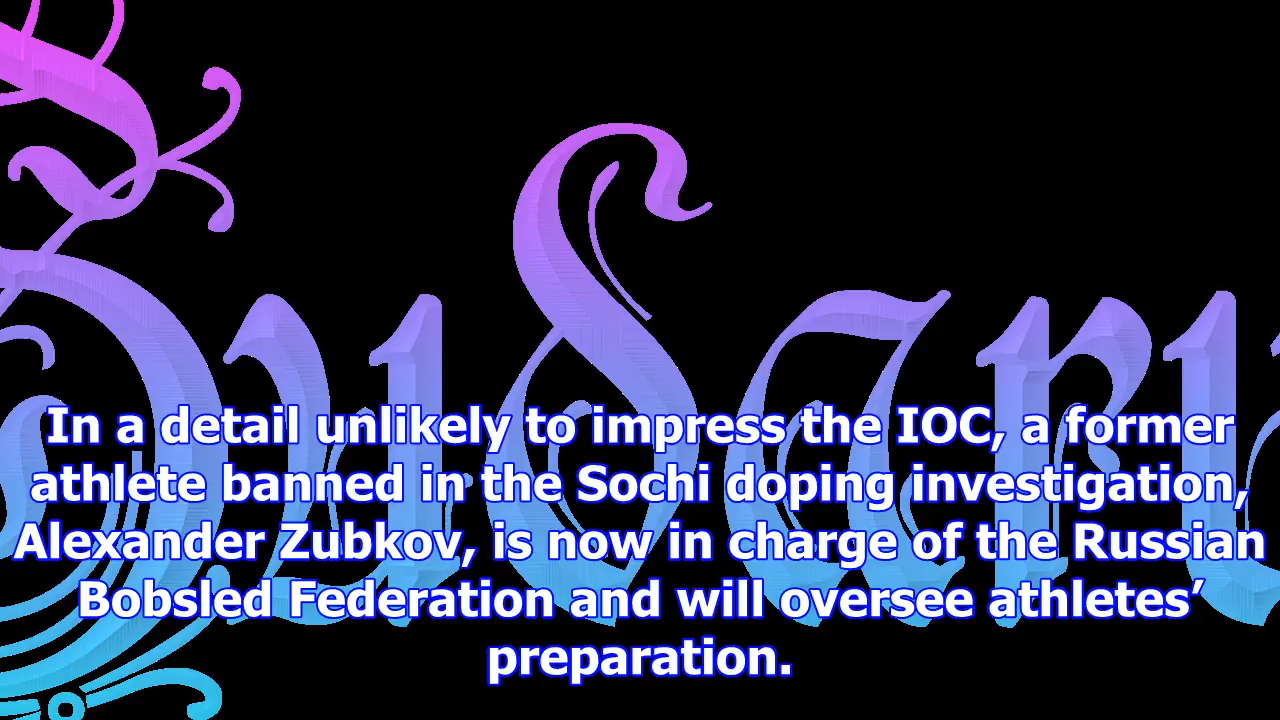 In a detail unlikely to impress the IOC, a former
athlete banned in the Sochi doping investigation,
Alexander Zubkov, is now in charge of the Russian
Bobsled Federation and will oversee athletes’
preparation.